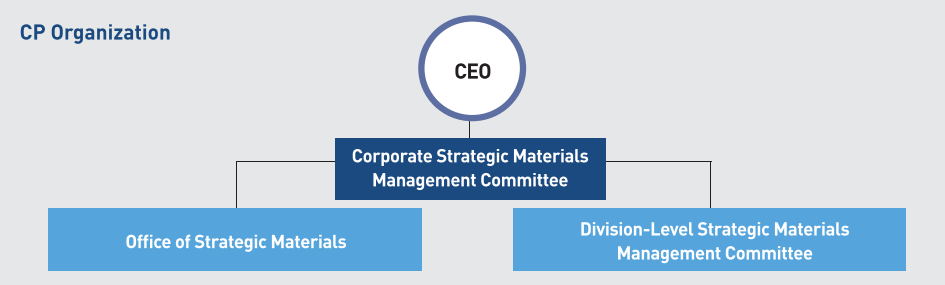 CP Organization
CEO
Corporate Strategic Materials
Management Committee
Office of Strategic Materials
Division-Level Strategic Materials
Management Committee